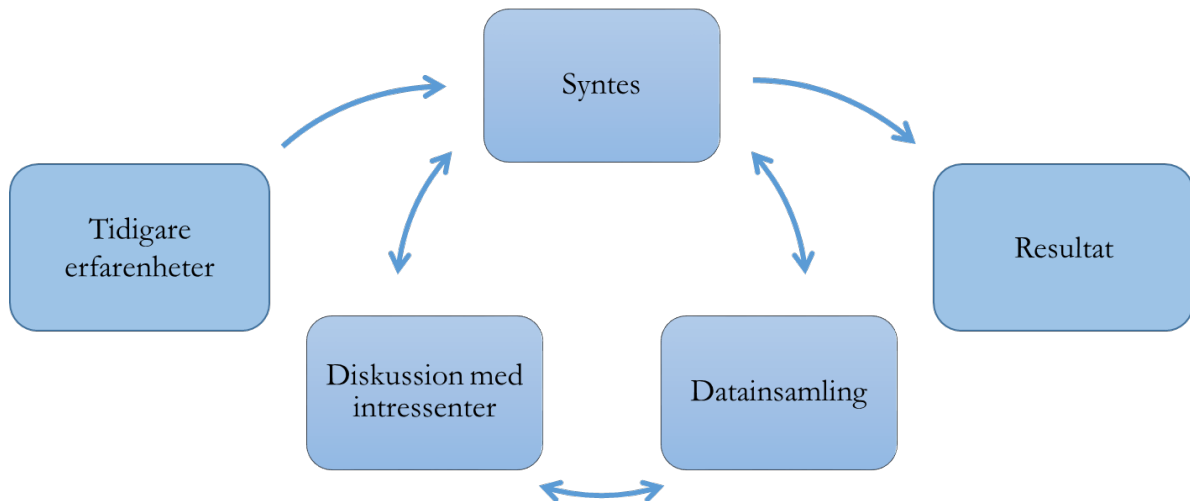 Syntes
Tidigare
erfarenheter
Resultat
Diskussion med
intressenter
Datainsamling